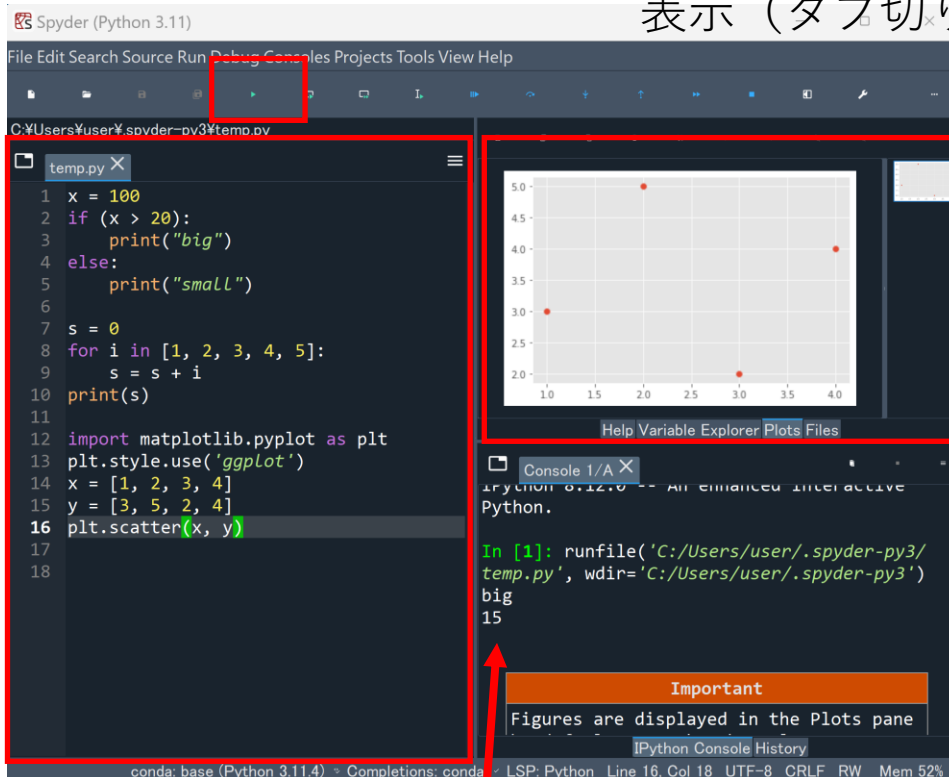 表示（タブ切り
Spyder (Python 3.11)
File Edit Search Source Run Debug Consoles Projects Tools View Help
C:¥Users¥user¥.spyder-py3¥temp.py
temp.py
1 x = 100
2 if (x > 20):
3 print("big")
4 else:
5 print("small")
6
7 s = 0
8 for i in [1, 2, 3, 4, 5]:
9 s = s + i
10 print(s)
11
12 import matplotlib.pyplot as plt
13 plt.style.use('ggplot')
14 x = [1, 2, 3, 4]
15 y = [3, 5, 2, 4]
16 plt.scatter(x, y)
17
18
5.0
4.5
4.0
3.5
3.0
2.5
2.0
1.0 1.5 2.0 2.5 3.0 3.5 4.0
Help Variable Explorer Plots Files
Console 1/A
IPython 8.12.0 -- An enhanced Interactive
Python.
In [1]: runfile('C:/Users/user/.spyder-py3/
temp.py', wdir='C:/Users/user/.spyder-py3')
big
15
Important
Figures are displayed in the Plots pane
IPython Console History
conda: base (Python 3.11.4) Completions: conda LSP: Python Line 16, Col 18 UTF-8 CRLF RW Mem 52%